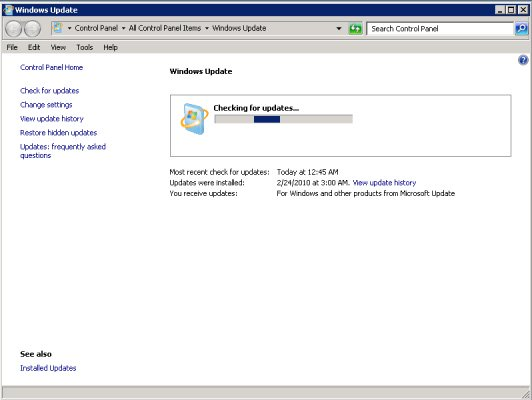 Windows Update
Control Panel All Control Panel Items Windows Update
Search Control Panel
File Edit View Tools Help
Control Panel Home
Check for updates
Change settings
View update history
Restore hidden updates
Updates: frequently asked
questions
Windows Update
Checking for updates...
Most recent check for updates: Today at 12:45 AM
Updates were installed: 2/24/2010 at 3:00 AM. View update history
You receive updates: For Windows and other products from Microsoft Update
See also
Installed Updates